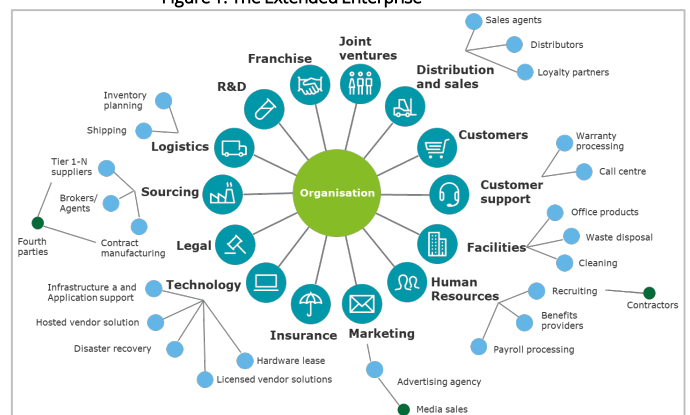 Figure 1: The Extended Enterprise
Sales agents
Distributors
Loyalty partners
Joint
ventures
Franchise
Distribution
and sales
R&D
Inventory
planning
Shipping
Logistics
Customers
Warranty
processing
Call centre
Tier 1-N
suppliers
Brokers/
Agents
Sourcing
Organisation
Customer
support
Fourth
parties
Contract
manufacturing
Legal
Facilities
Office products
Waste disposal
Cleaning
Infrastructure a and
Application support
Technology
Human
Resources
Recruiting
Contractors
Hosted vendor solution
Benefits
providers
Disaster recovery
Insurance
Marketing
Payroll processing
Hardware lease
Licensed vendor solutions
Advertising agency
Media sales